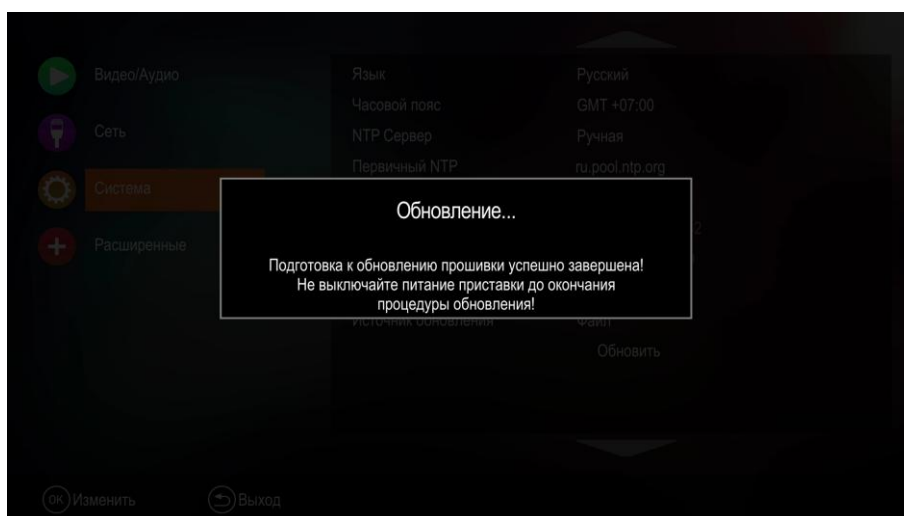 Видео/Аудио
Сеть
Система
Расширенные
Язык Русский
Часовой пояс GMT +07:00
NTP Сервер Ручная
Первичный NTP ru.pool.ntp.org
2
Обновление...
Подготовка к обновлению прошивки успешно завершена!
Не выключайте питание приставки до окончания
процедуры обновления!
Источник обновления Файл
Обновить
OK Изменить
Выход